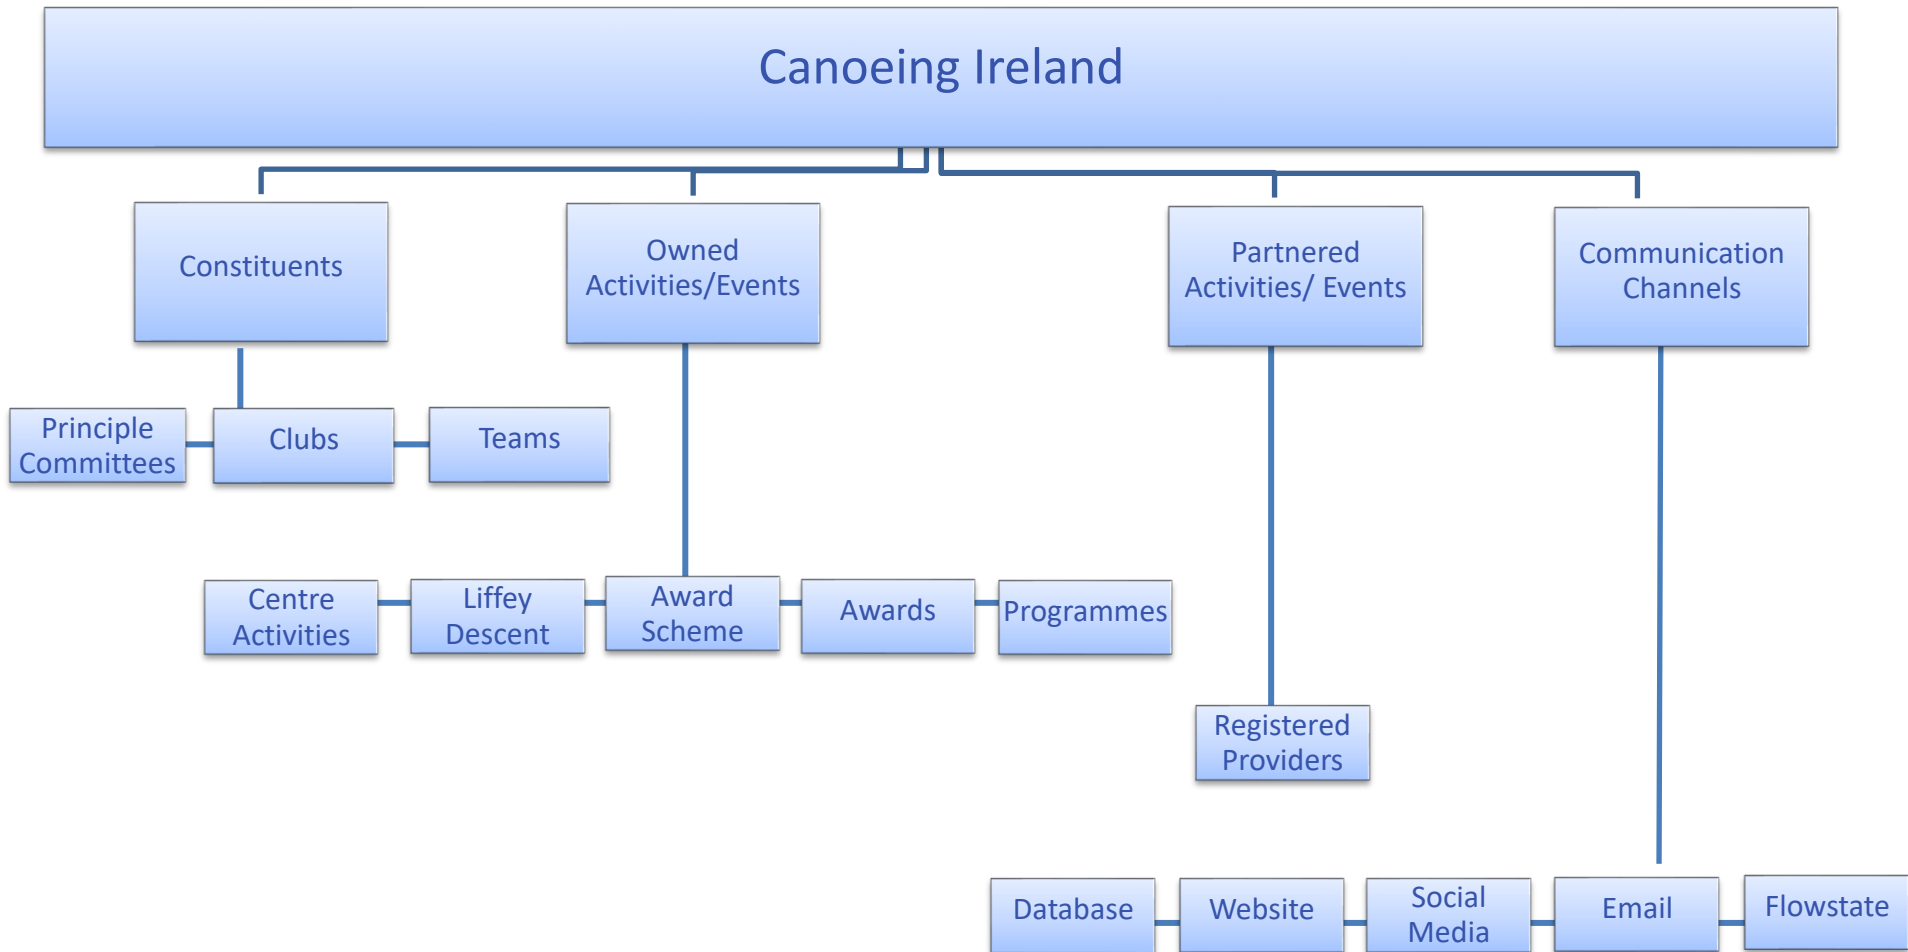 Canoeing Ireland
Constituents
Owned
Activities/Events
Partnered
Activities/ Events
Communication
Channels
Principle
Committees
Clubs
Teams
Centre
Activities
Liffey
Descent
Award
Scheme
Awards
Programmes
Registered
Providers
Database
Website
Social
Media
Email
Flowstate